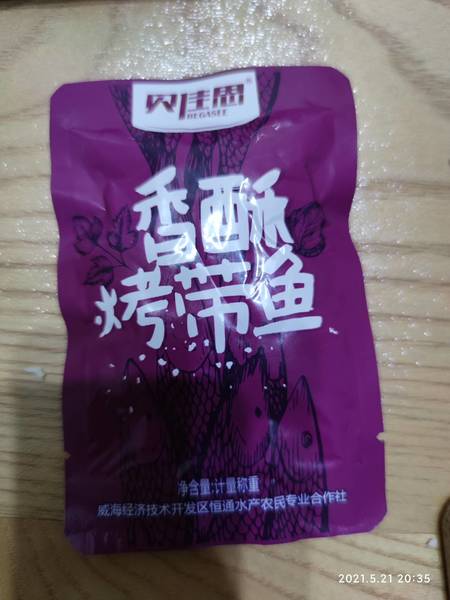 贝佳思®
BEGASEE
香酥
烤带鱼
净含量:计量称重
威海经济技术开发区恒通水产农民专业合作社
2021.5.21 20:35